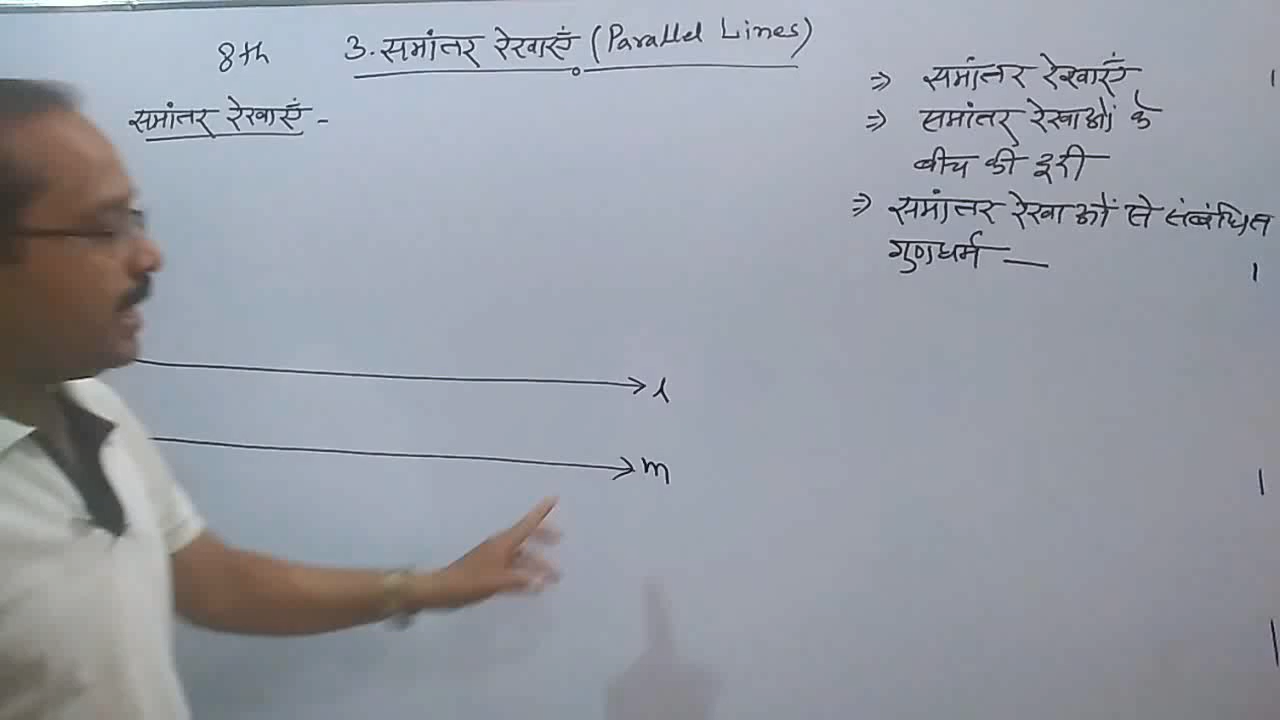 8th 3. समांतर रेखाएँ (Parallel Lines)
समांतर रेखाएँ -
⇒ समांतर रेखाएँ
⇒ समांतर रेखाओं के
बीच की दूरी
⇒ समांतर रेखाओं से संबंधित
गुणधर्म —
l
m